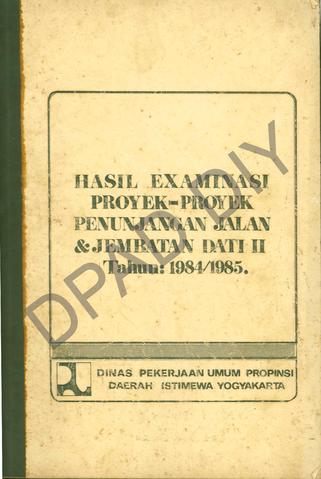 HASIL EXAMINASI
PROYEK-PROYEK
PENUNJANGAN JALAN
& JEMBATAN DATI II
Tahun: 1984/1985.
DINAS PEKERJAAN UMUM PROPINSI
DAERAH ISTIMEWA YOGYAKARTA
DPAD DIY